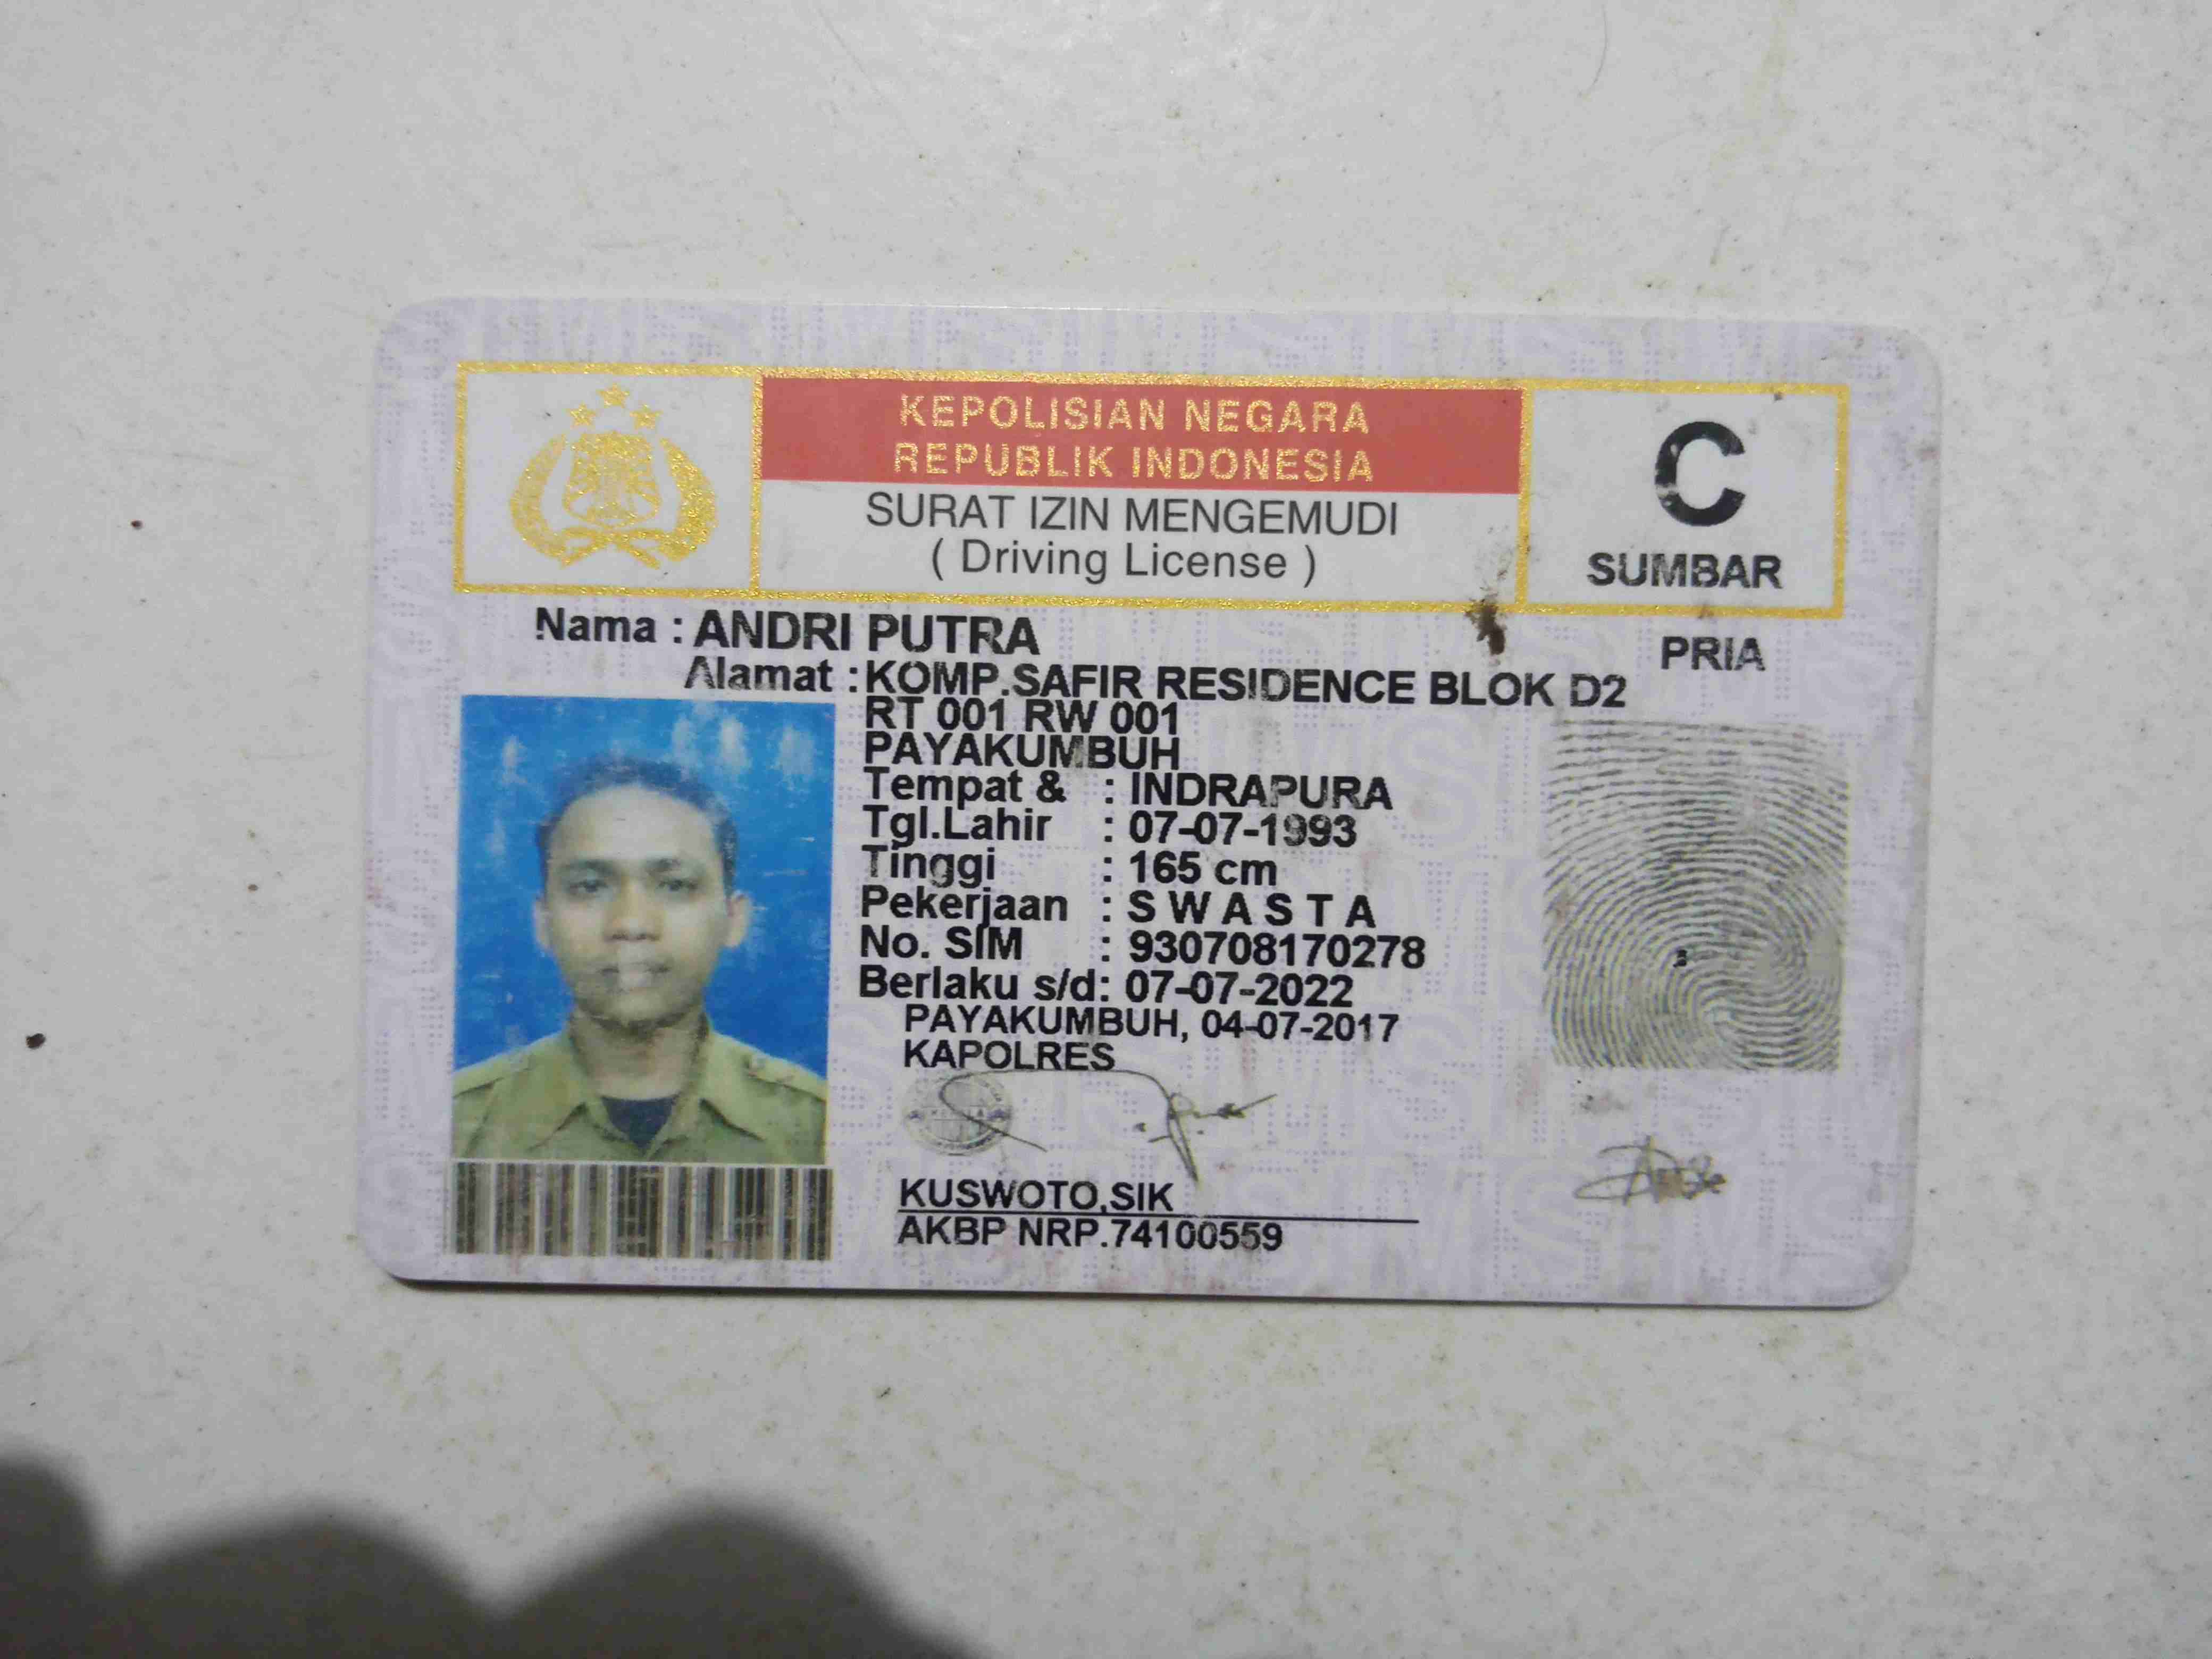 KEPOLISIAN NEGARA
REPUBLIK INDONESIA
SURAT IZIN MENGEMUDI
( Driving License )
C
SUMBAR
Nama : ANDRI PUTRA
PRIA
Alamat : KOMP.SAFIR RESIDENCE BLOK D2
RT 001 RW 001
PAYAKUMBUH
Tempat & : INDRAPURA
Tgl.Lahir : 07-07-1993
Tinggi : 165 cm
Pekerjaan : S W A S T A
No. SIM : 930708170278
Berlaku s/d: 07-07-2022
PAYAKUMBUH, 04-07-2017
KAPOLRES
KUSWOTO,SIK
AKBP NRP.74100559